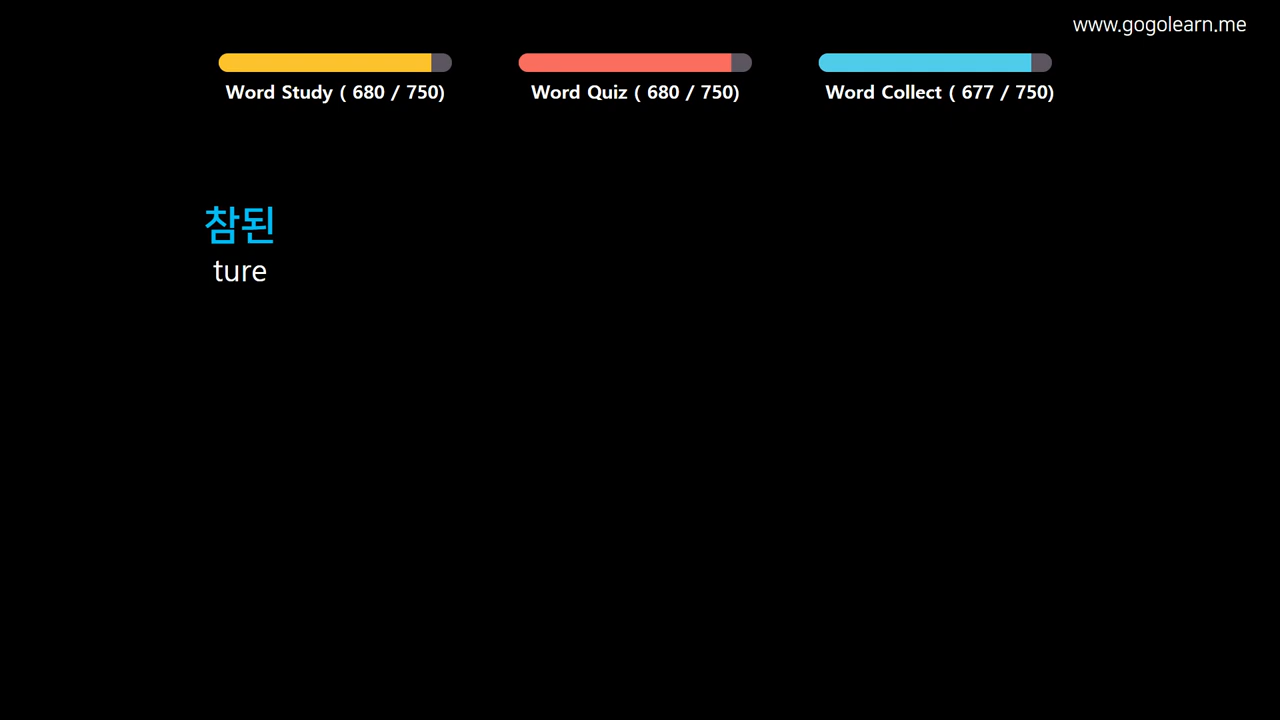 www.gogolearn.me
Word Study ( 680 / 750)
Word Quiz ( 680 / 750)
Word Collect ( 677 / 750)
참된
ture